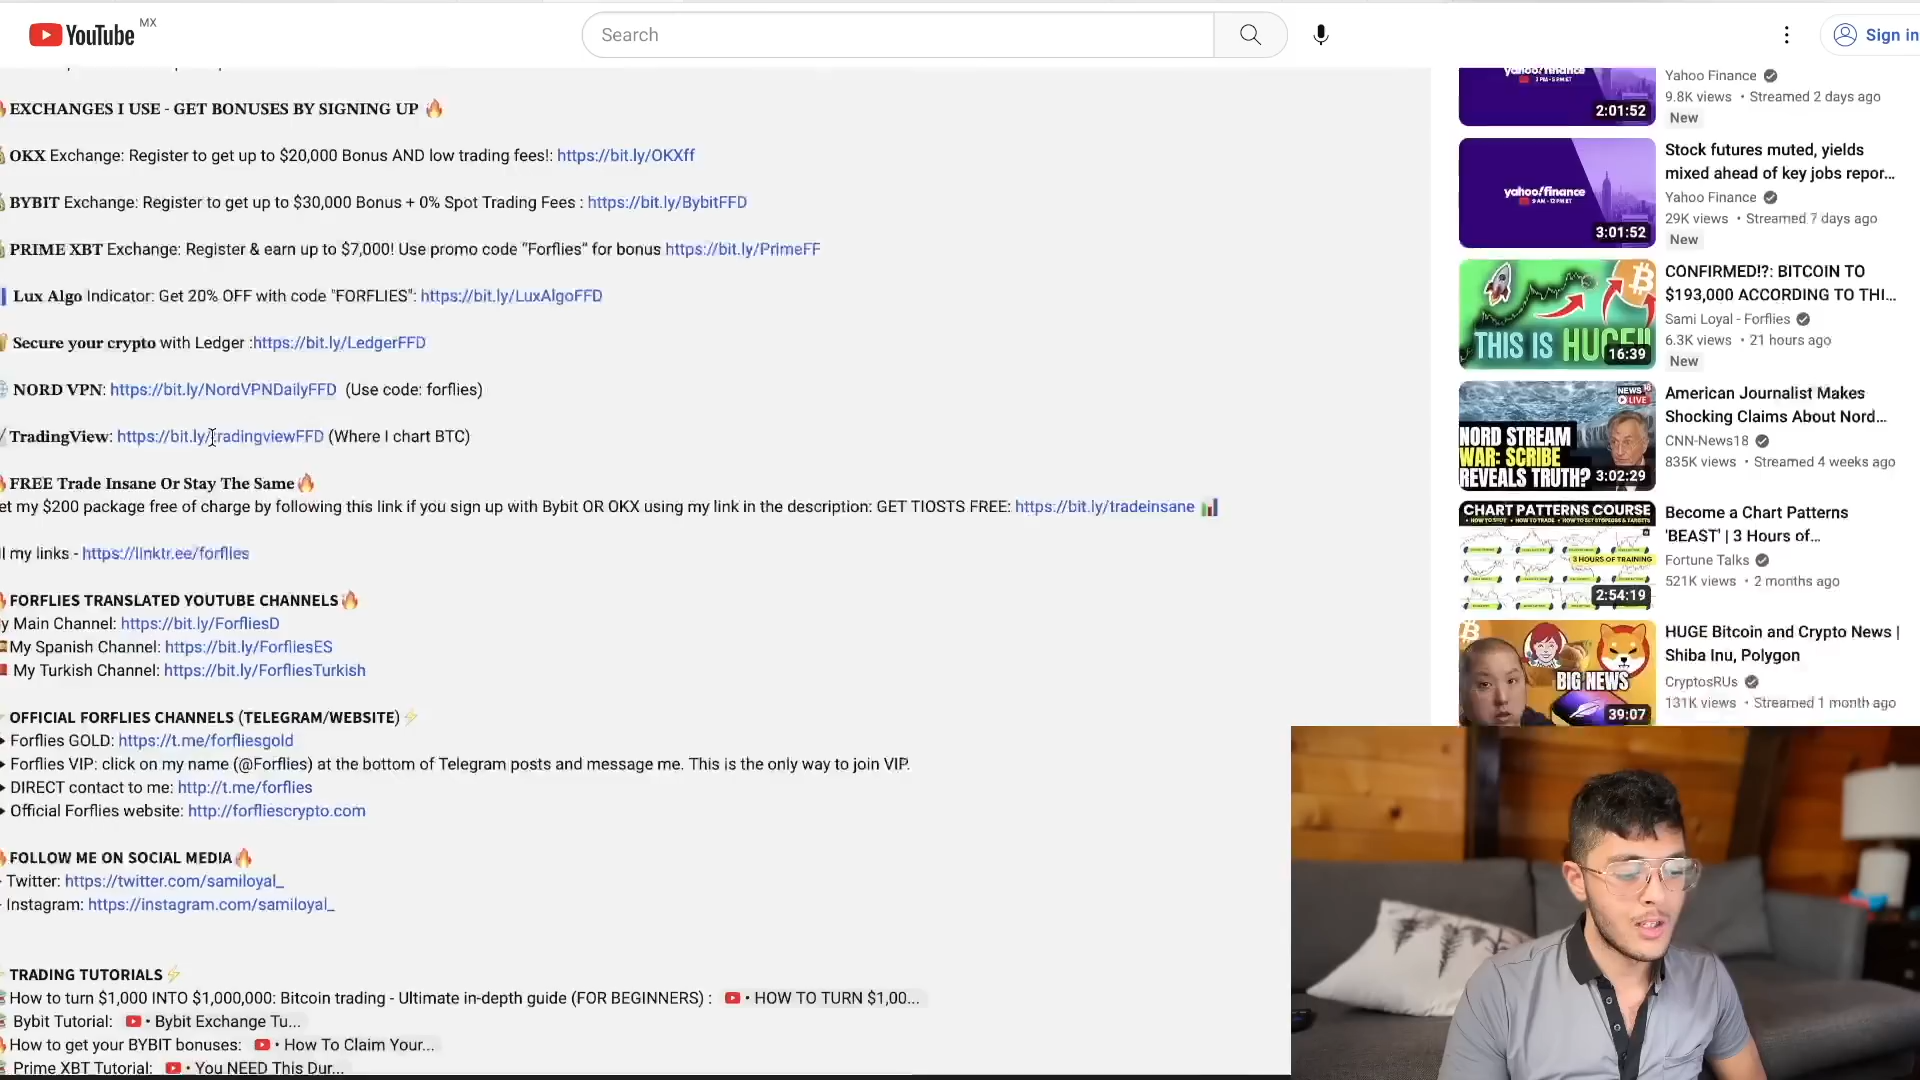 YouTube MX
Search
Sign in
EXCHANGES I USE - GET BONUSES BY SIGNING UP
OKX Exchange: Register to get up to $20,000 Bonus AND low trading fees!: https://bit.ly/OKXff
BYBIT Exchange: Register to get up to $30,000 Bonus + 0% Spot Trading Fees : https://bit.ly/BybitFFD
PRIME XBT Exchange: Register & earn up to $7,000! Use promo code "Forflies" for bonus https://bit.ly/PrimeFF
Lux Algo Indicator: Get 20% OFF with code "FORFLIES": https://bit.ly/LuxAlgoFFD
Secure your crypto with Ledger :https://bit.ly/LedgerFFD
NORD VPN: https://bit.ly/NordVPNDailyFFD (Use code: forflies)
TradingView: https://bit.ly/tradingviewFFD (Where I chart BTC)
FREE Trade Insane Or Stay The Same
et my $200 package free of charge by following this link if you sign up with Bybit OR OKX using my link in the description: GET TIOSTS FREE: https://bit.ly/tradeinsane
ll my links - https://linktr.ee/forflies
FORFLIES TRANSLATED YOUTUBE CHANNELS
y Main Channel: https://bit.ly/ForfliesD
My Spanish Channel: https://bit.ly/ForfliesES
My Turkish Channel: https://bit.ly/ForfliesTurkish
OFFICIAL FORFLIES CHANNELS (TELEGRAM/WEBSITE)
Forflies GOLD: https://t.me/forfliesgold
Forflies VIP: click on my name (@Forflies) at the bottom of Telegram posts and message me. This is the only way to join VIP.
DIRECT contact to me: http://t.me/forflies
Official Forflies website: http://forfliescrypto.com
FOLLOW ME ON SOCIAL MEDIA
Twitter: https://twitter.com/samiloyal_
- Instagram: https://instagram.com/samiloyal_
TRADING TUTORIALS
How to turn $1,000 INTO $1,000,000: Bitcoin trading - Ultimate in-depth guide (FOR BEGINNERS) : • HOW TO TURN $1,00...
Bybit Tutorial: • Bybit Exchange Tu...
How to get your BYBIT bonuses: • How To Claim Your...
Prime XBT Tutorial: • You NEED This Dur...
yahoo!finance
2:01:52
Yahoo Finance
9.8K views • Streamed 2 days ago
New
yahoo!finance
9 AM - 12 PM ET
3:01:52
Stock futures muted, yields
mixed ahead of key jobs repor...
Yahoo Finance
29K views • Streamed 7 days ago
New
THIS IS HUGE!!
16:39
CONFIRMED!?: BITCOIN TO
$193,000 ACCORDING TO THI...
Sami Loyal - Forflies
6.3K views • 21 hours ago
New
NEWS18
LIVE
NORD STREAM
WAR: SCRIBE
REVEALS TRUTH?
3:02:29
American Journalist Makes
Shocking Claims About Nord...
CNN-News18
835K views • Streamed 4 weeks ago
CHART PATTERNS COURSE
3 HOURS OF TRAINING
2:54:19
Become a Chart Patterns
'BEAST' | 3 Hours of...
Fortune Talks
521K views • 2 months ago
BIG NEWS
39:07
HUGE Bitcoin and Crypto News |
Shiba Inu, Polygon
CryptosRUs
131K views • Streamed 1 month ago